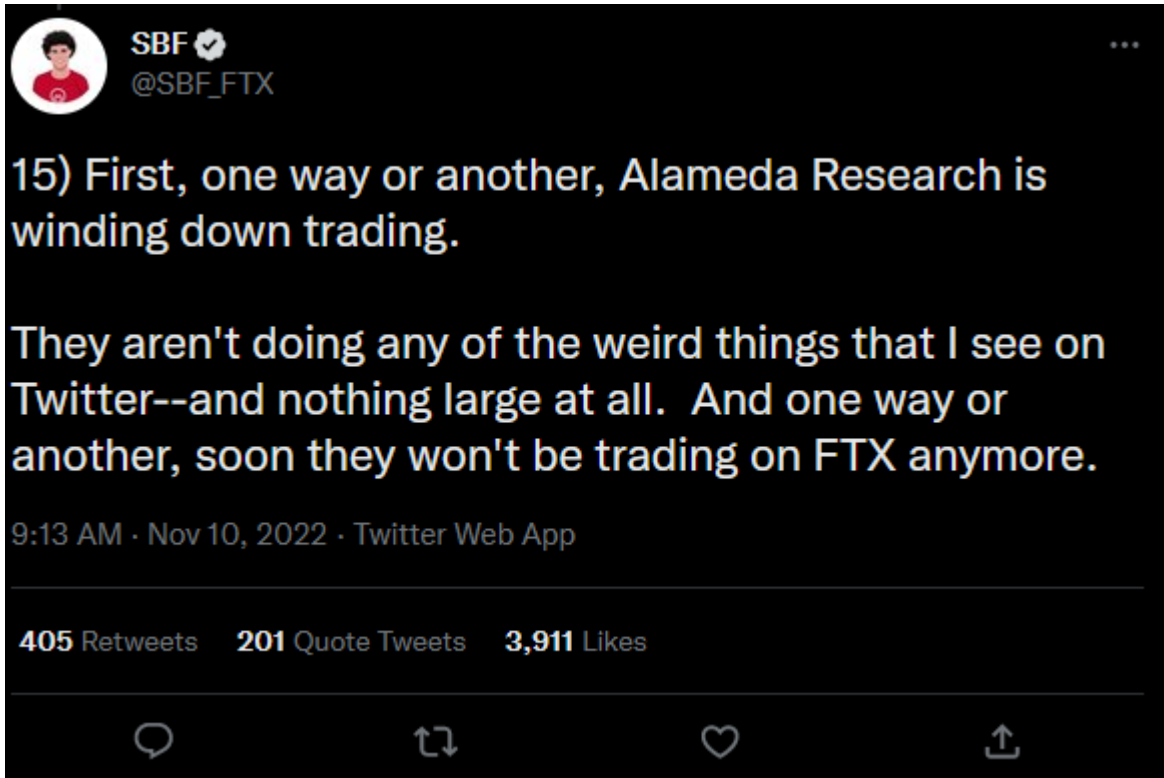 SBF
@SBF_FTX
15) First, one way or another, Alameda Research is
winding down trading.
They aren't doing any of the weird things that I see on
Twitter--and nothing large at all.  And one way or
another, soon they won't be trading on FTX anymore.
9:13 AM · Nov 10, 2022 · Twitter Web App
405 Retweets 201 Quote Tweets 3,911 Likes